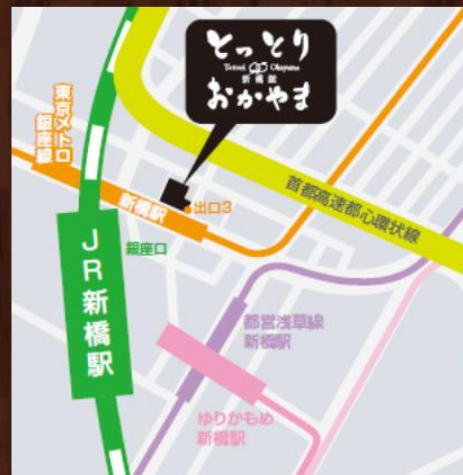 とっとり
Tottori Okayama
新橋館
おかやま
東京メトロ
銀座線
新橋駅
出口3
首都高速都心環状線
銀座口
JR新橋駅
都営浅草線
新橋駅
ゆりかもめ
新橋駅